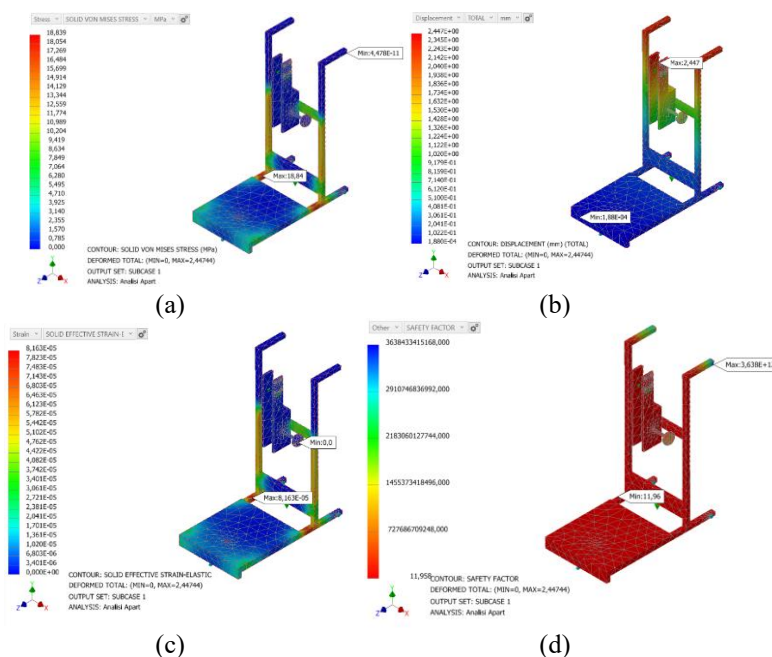 Stress SOLID VON MISES STRESS MPa
18,839
18,054
17,269
16,484
15,699
14,914
14,129
13,344
12,559
11,774
10,989
10,204
9,419
8,634
7,849
7,064
6,280
5,495
4,710
3,925
3,140
2,355
1,570
0,785
0,000
Min:4,478E-11
Max:18,84
CONTOUR: SOLID VON MISES STRESS (MPa)
DEFORMED TOTAL: (MIN=0, MAX=2,44744)
OUTPUT SET: SUBCASE 1
ANALYSIS: Analisi Apart
Z X Y
(a)
Displacement TOTAL mm
2,447E+00
2,345E+00
2,243E+00
2,142E+00
2,040E+00
1,938E+00
1,836E+00
1,734E+00
1,632E+00
1,530E+00
1,428E+00
1,326E+00
1,224E+00
1,122E+00
1,020E+00
9,179E-01
8,159E-01
7,140E-01
6,120E-01
5,100E-01
4,081E-01
3,061E-01
2,041E-01
1,022E-01
1,880E-04
Max:2,447
Min:1,88E-04
CONTOUR: DISPLACEMENT (mm) (TOTAL)
DEFORMED TOTAL: (MIN=0, MAX=2,44744)
OUTPUT SET: SUBCASE 1
ANALYSIS: Analisi Apart
Z X Y
(b)
Strain SOLID EFFECTIVE STRAIN-E
8,163E-05
7,823E-05
7,483E-05
7,143E-05
6,803E-05
6,463E-05
6,123E-05
5,782E-05
5,442E-05
5,102E-05
4,762E-05
4,422E-05
4,082E-05
3,742E-05
3,401E-05
3,061E-05
2,721E-05
2,381E-05
2,041E-05
1,701E-05
1,361E-05
1,020E-05
6,803E-06
3,401E-06
0,000E+00
Min:0,0
Max:8,163E-05
CONTOUR: SOLID EFFECTIVE STRAIN-ELASTIC
DEFORMED TOTAL: (MIN=0, MAX=2,44744)
OUTPUT SET: SUBCASE 1
ANALYSIS: Analisi Apart
Z X Y
(c)
Other SAFETY FACTOR
3638433415168,000
2910746836992,000
2183060127744,000
1455373418496,000
727686709248,000
11,958
Max:3,638E+1
Min:11,96
CONTOUR: SAFETY FACTOR
DEFORMED TOTAL: (MIN=0, MAX=2,44744)
OUTPUT SET: SUBCASE 1
ANALYSIS: Analisi Apart
Z X Y
(d)